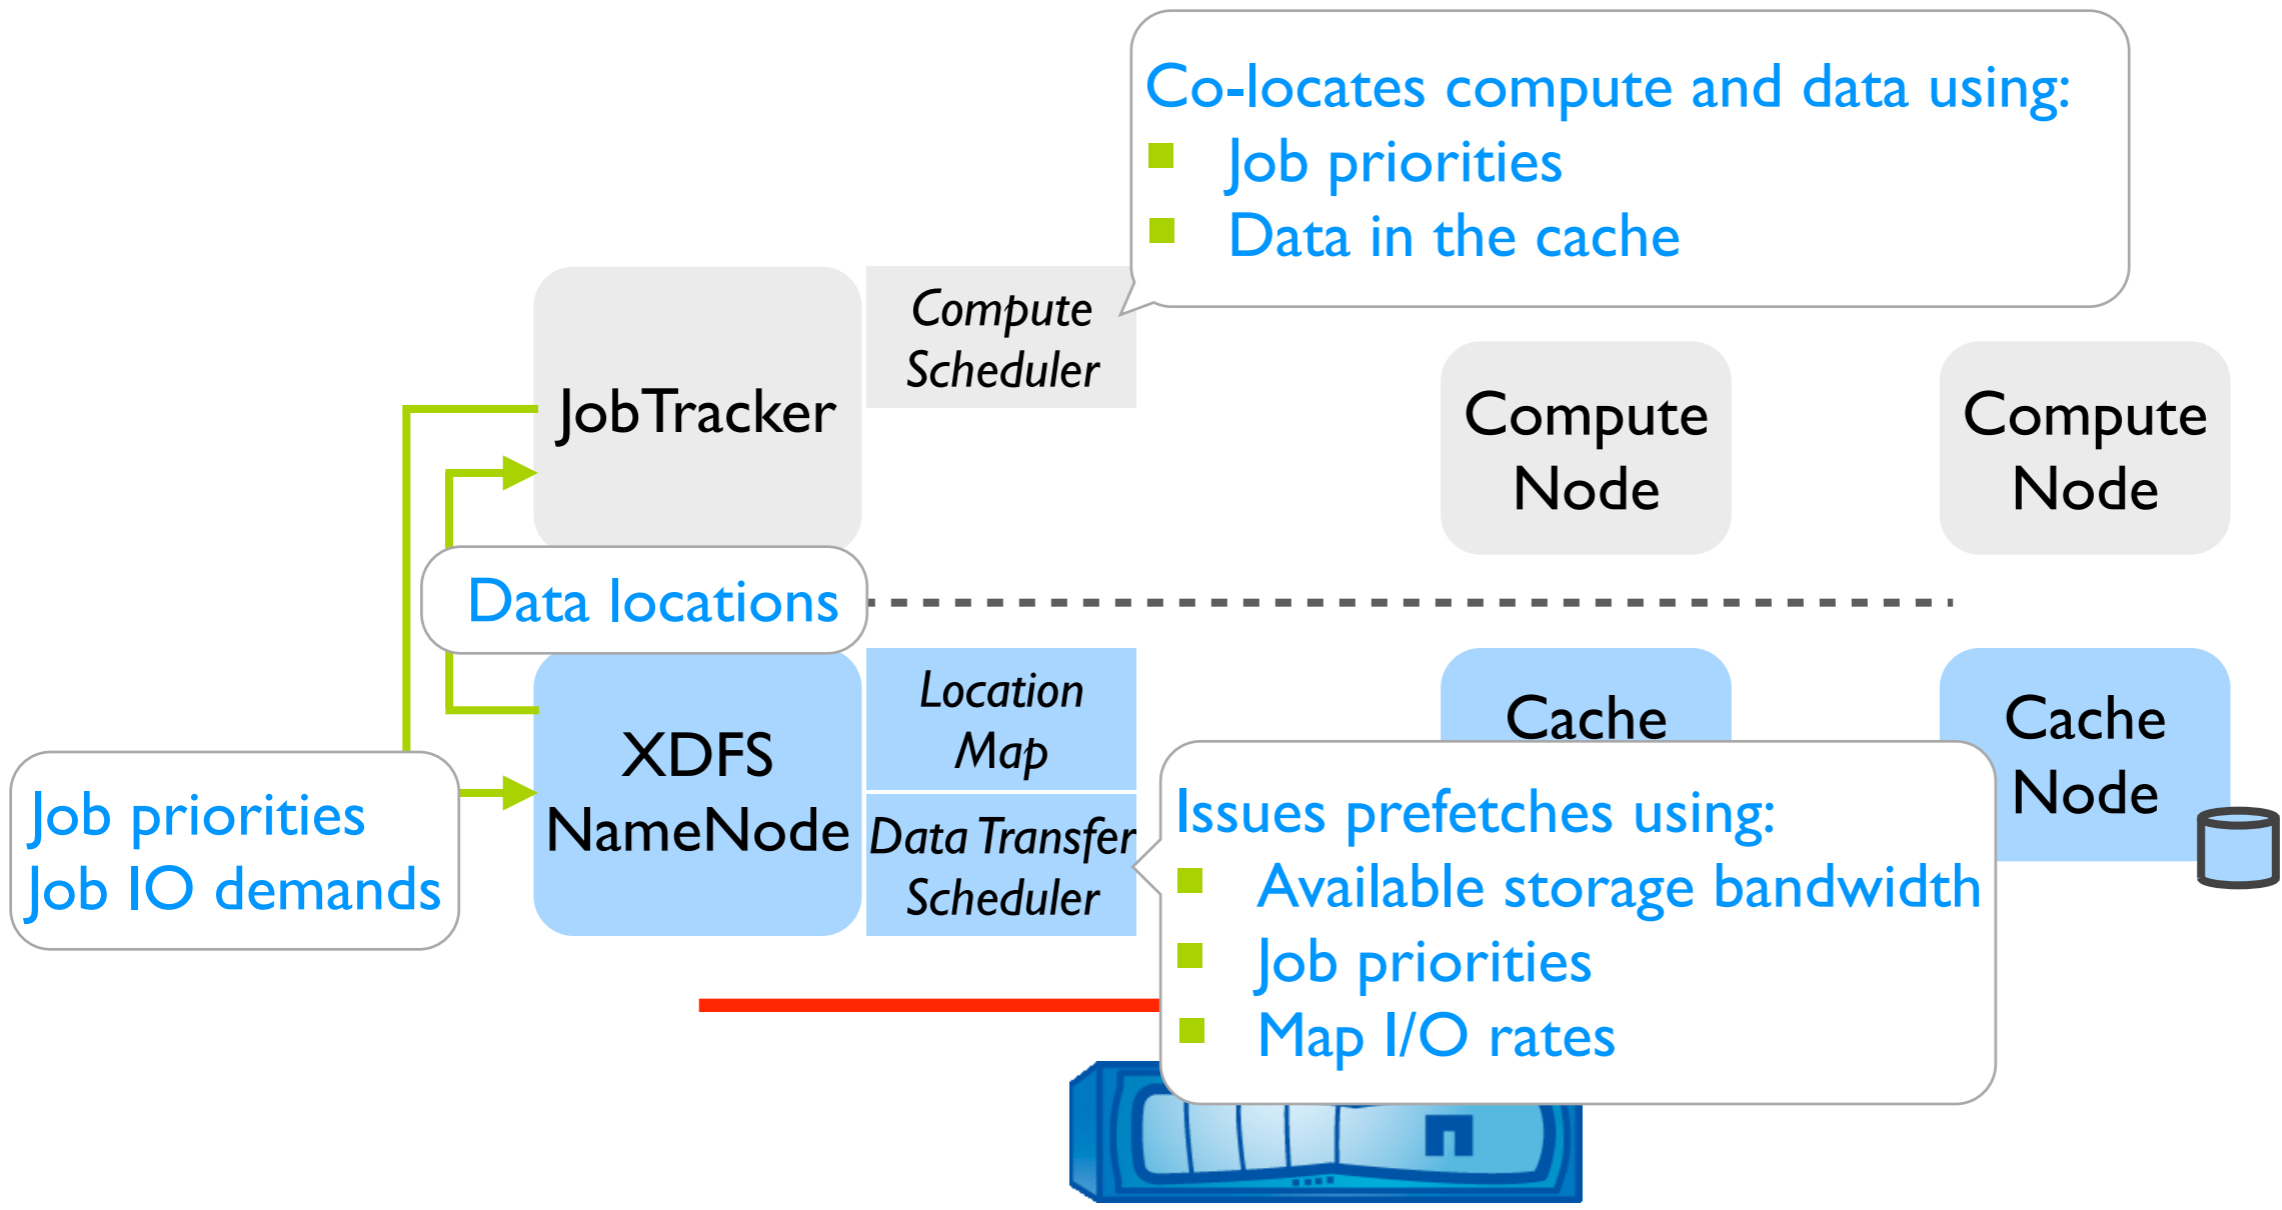 Co-locates compute and data using:
Job priorities
Data in the cache
Compute
Scheduler
JobTracker
Compute
Node
Compute
Node
Data locations
Location
Map
XDFS
NameNode
Data Transfer
Scheduler
Cache
Cache
Node
Job priorities
Job IO demands
Issues prefetches using:
Available storage bandwidth
Job priorities
Map I/O rates